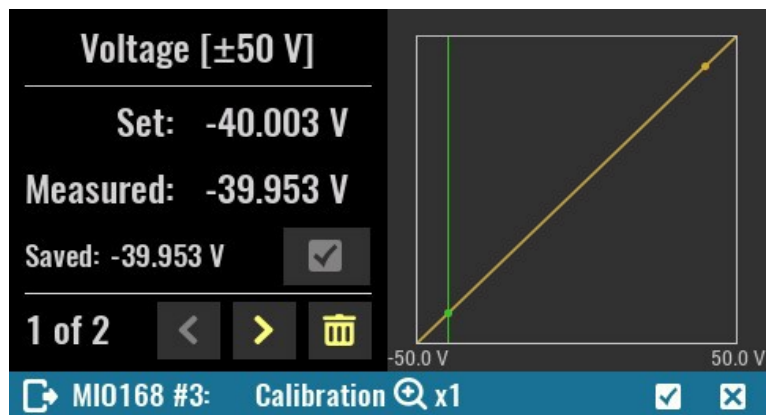 Voltage [±50 V]
Set: -40.003 V
Measured: -39.953 V
Saved: -39.953 V
1 of 2
-50.0 V
50.0 V
MIO168 #3: Calibration x1